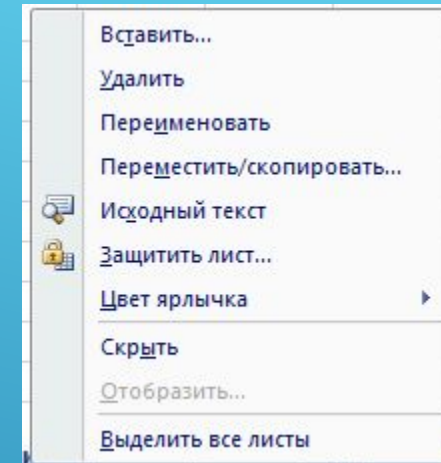 Вставить...
Удалить
Переименовать
Переместить/скопировать...
Исходный текст
Защитить лист...
Цвет ярлычка
Скрыть
Отобразить...
Выделить все листы